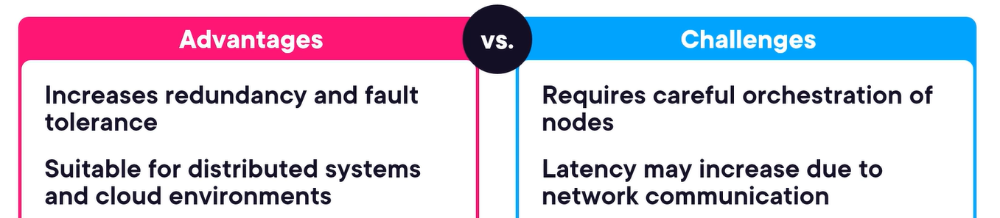 Advantages
vs.
Challenges
Increases redundancy and fault
tolerance
Suitable for distributed systems
and cloud environments
Requires careful orchestration of
nodes
Latency may increase due to
network communication